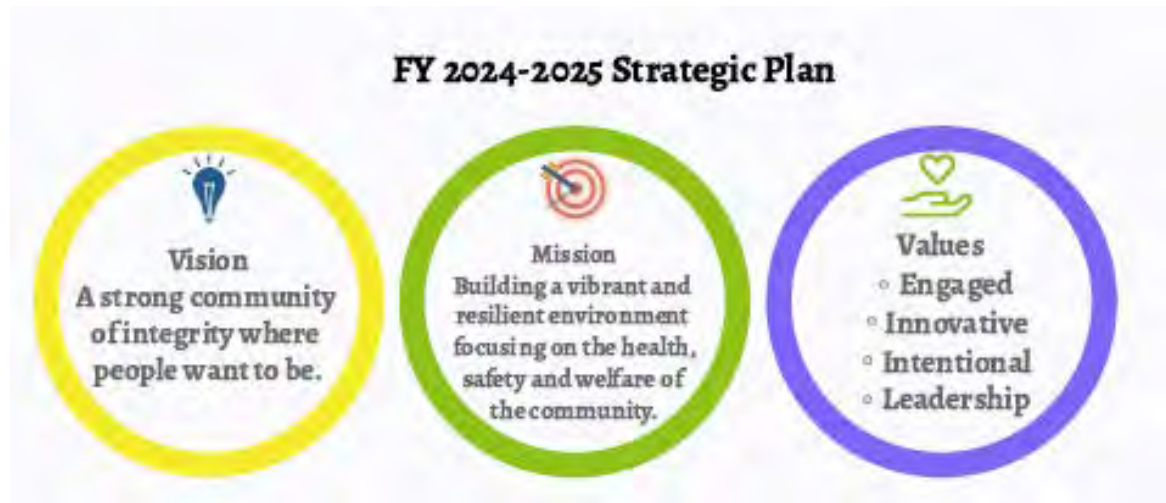 FY 2024-2025 Strategic Plan
Vision
A strong community
of integrity where
people want to be.
Mission
Building a vibrant and
resilient environment
focusing on the health,
safety and welfare of
the community.
Values
◦ Engaged
◦ Innovative
◦ Intentional
◦ Leadership